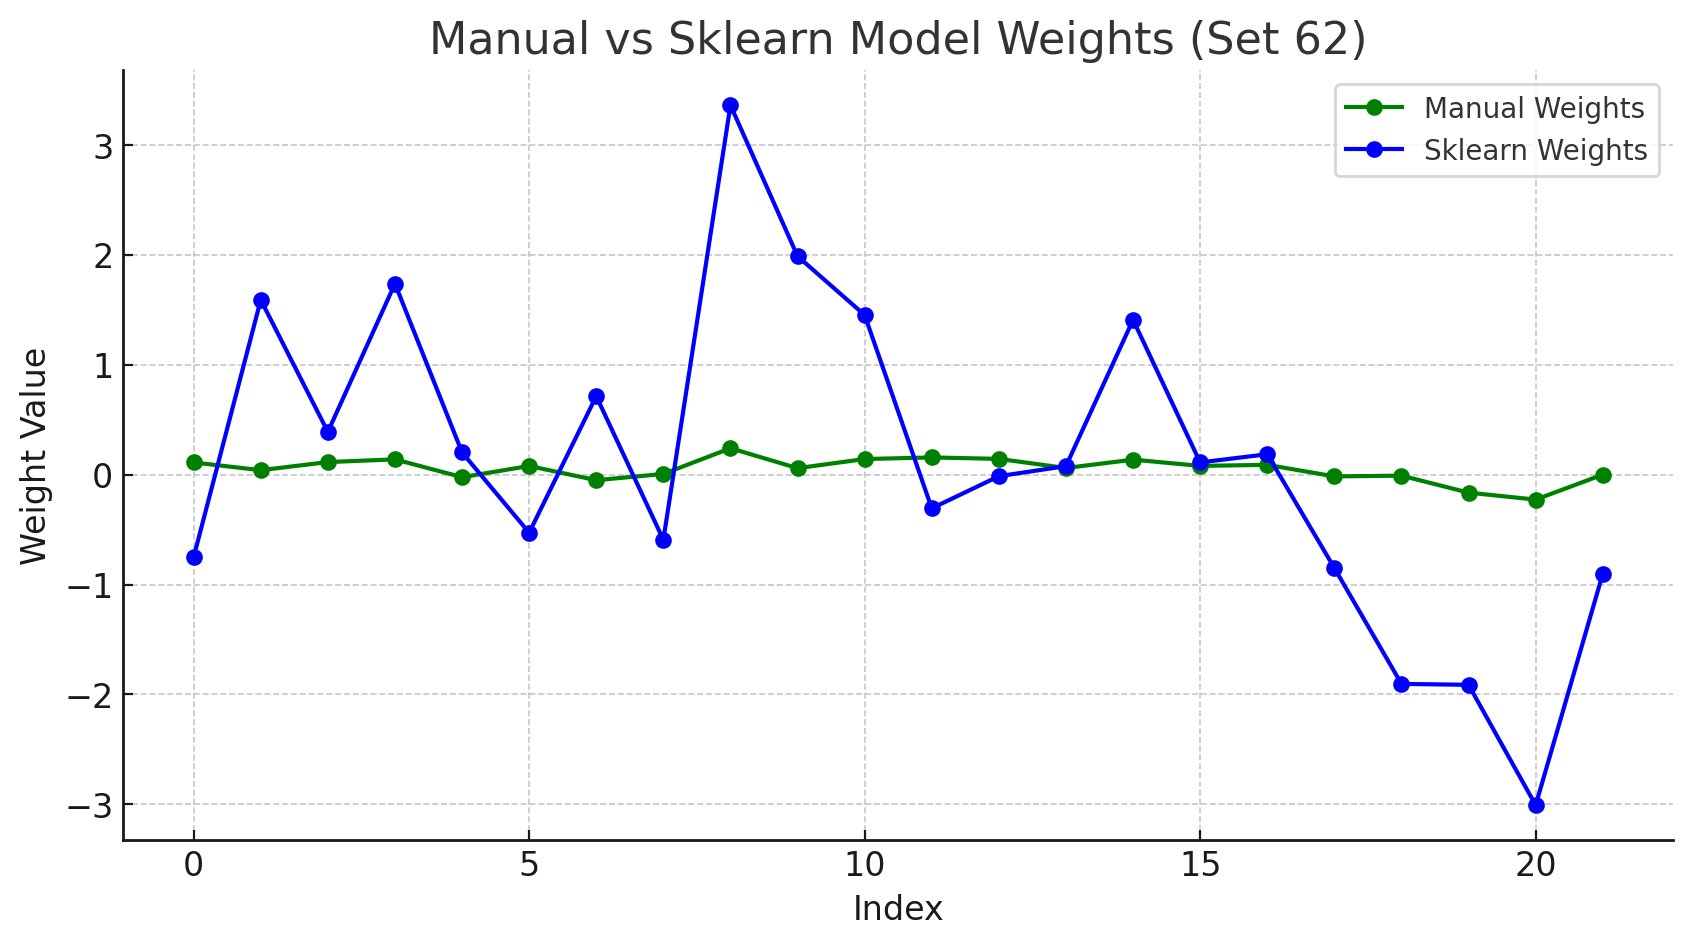 Manual vs Sklearn Model Weights (Set 62)
Manual Weights
Sklearn Weights
3
2
1
0
−1
−2
−3
Weight Value
0
5
10
15
20
Index